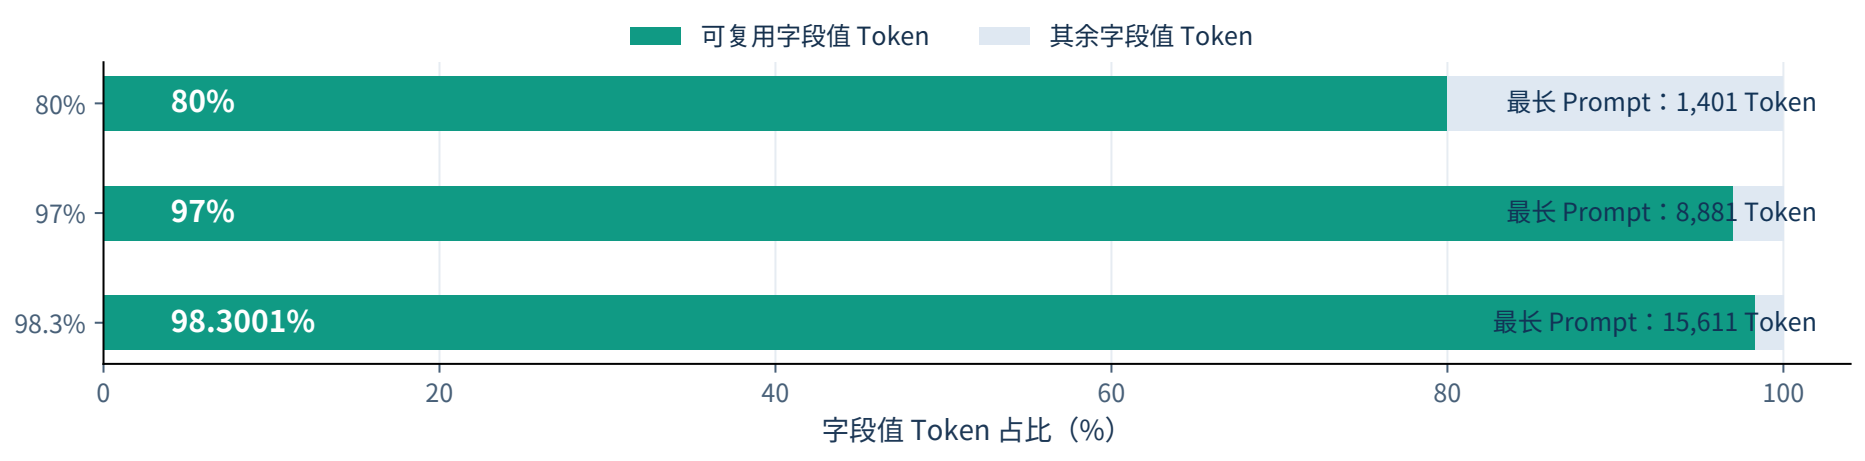 可复用字段值 Token 其余字段值 Token
80% 80% 最长 Prompt：1,401 Token
97% 97% 最长 Prompt：8,881 Token
98.3% 98.3001% 最长 Prompt：15,611 Token
0 20 40 60 80 100
字段值 Token 占比（%）